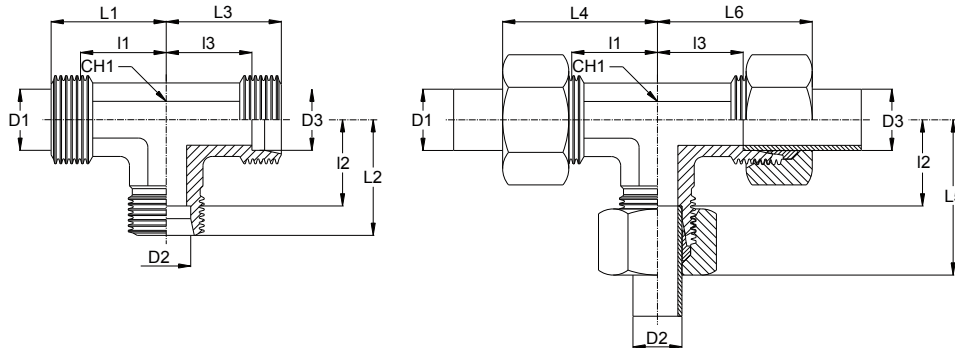 L1 L3 L4 L6
l1 l3 l1 l3
CH1 CH1
D1 D3 D1 D3
l2 l2
L2
D2
D2